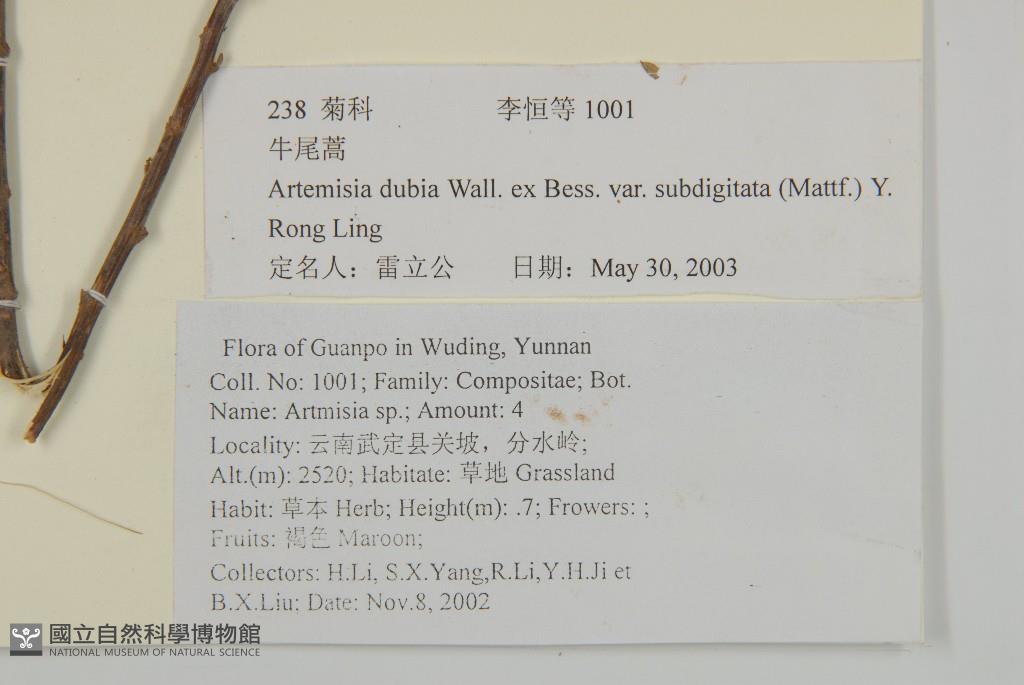 238 菊科 李恒等 1001
牛尾蒿
Artemisia dubia Wall. ex Bess. var. subdigitata (Mattf.) Y.
Rong Ling
定名人：雷立公 日期：May 30, 2003
Flora of Guanpo in Wuding, Yunnan
Coll. No: 1001; Family: Compositae; Bot.
Name: Artmisia sp.; Amount: 4
Locality: 云南武定县关坡，分水岭;
Alt.(m): 2520; Habitate: 草地 Grassland
Habit: 草本 Herb; Height(m): .7; Frowers: ;
Fruits: 褐色 Maroon;
Collectors: H.Li, S.X.Yang,R.Li,Y.H.Ji et
B.X.Liu; Date: Nov.8, 2002
國立自然科學博物館
NATIONAL MUSEUM OF NATURAL SCIENCE